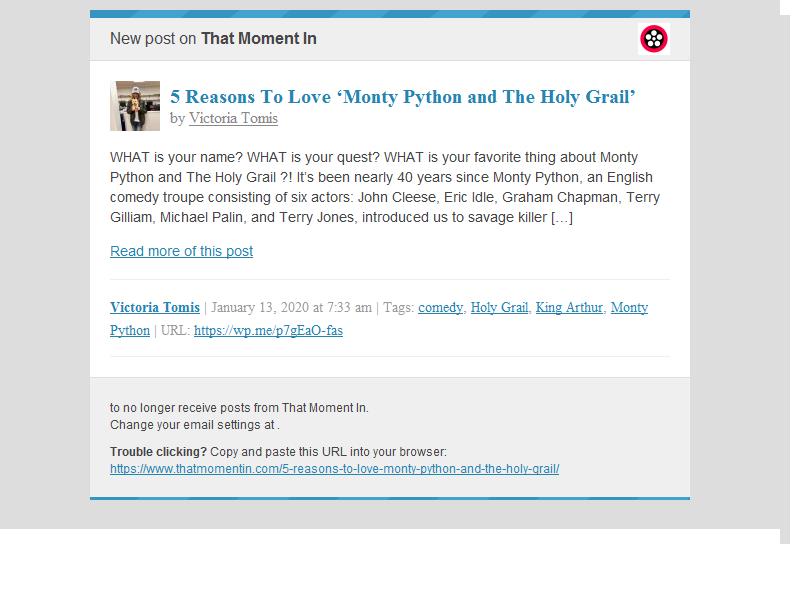 New post on That Moment In
5 Reasons To Love ‘Monty Python and The Holy Grail’
by Victoria Tomis
WHAT is your name? WHAT is your quest? WHAT is your favorite thing about Monty
Python and The Holy Grail ?! It’s been nearly 40 years since Monty Python, an English
comedy troupe consisting of six actors: John Cleese, Eric Idle, Graham Chapman, Terry
Gilliam, Michael Palin, and Terry Jones, introduced us to savage killer […]
Read more of this post
Victoria Tomis | January 13, 2020 at 7:33 am | Tags: comedy, Holy Grail, King Arthur, Monty
Python | URL: https://wp.me/p7gEaO-fas
to no longer receive posts from That Moment In.
Change your email settings at .
Trouble clicking? Copy and paste this URL into your browser:
https://www.thatmomentin.com/5-reasons-to-love-monty-python-and-the-holy-grail/